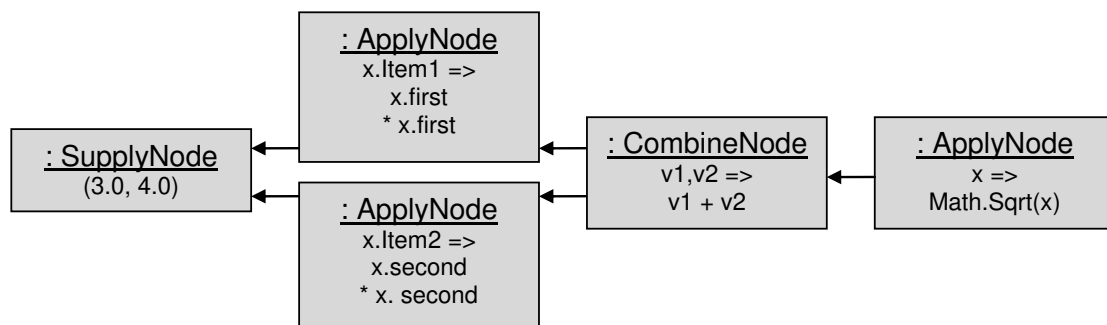 : SupplyNode
(3.0, 4.0)
: ApplyNode
x.Item1 =>
x.first
* x.first
: ApplyNode
x.Item2 =>
x.second
* x. second
: CombineNode
v1,v2 =>
v1 + v2
: ApplyNode
x =>
Math.Sqrt(x)